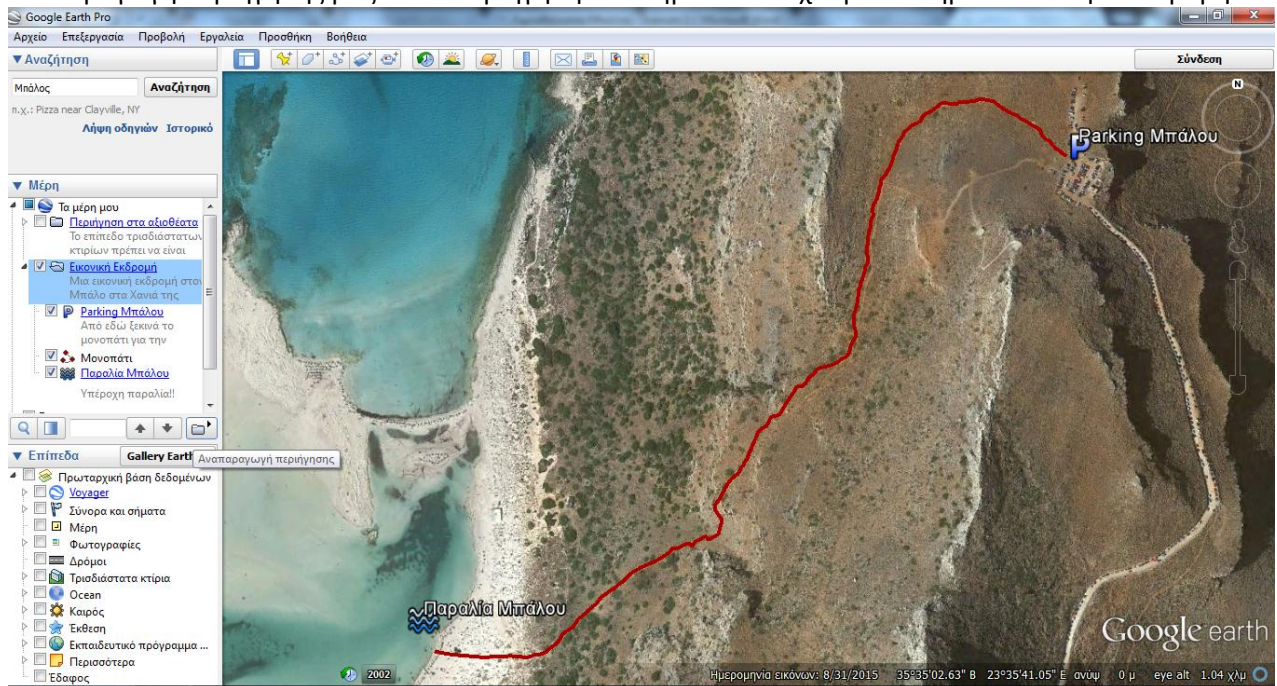 Google Earth Pro
Αρχείο Επεξεργασία Προβολή Εργαλεία Προσθήκη Βοήθεια
▼ Αναζήτηση
Σύνδεση
Μπάλος
Αναζήτηση
π.χ.: Pizza near Clayville, NY
Λήψη οδηγιών Ιστορικό
▼ Μέρη
Τα μέρη μου
Περιήγηση στα αξιοθέατα
Το επίπεδο τρισδιάστατων
κτιρίων πρέπει να είναι
Εικονική Εκδρομή
Μια εικονική εκδρομή στον
Μπάλο στα Χανιά της
Parking Μπάλου
Από εδώ ξεκινά το
μονοπάτι για την
Μονοπάτι
Παραλία Μπάλου
Υπέροχη παραλία!!
▼ Επίπεδα
Gallery Earth
Αναπαραγωγή περιήγησης
Πρωταρχική βάση δεδομένων
Voyager
Σύνορα και σήματα
Μέρη
Φωτογραφίες
Δρόμοι
Τρισδιάστατα κτίρια
Ocean
Καιρός
Έκθεση
Εκπαιδευτικό πρόγραμμα ...
Περισσότερα
Έδαφος
N
Parking Μπάλου
Παραλία Μπάλου
Google earth
2002
Ημερομηνία εικόνων: 8/31/2015 35°35'02.63" Β 23°35'41.05" Ε ανύψ 0 μ eye alt 1.04 χλμ